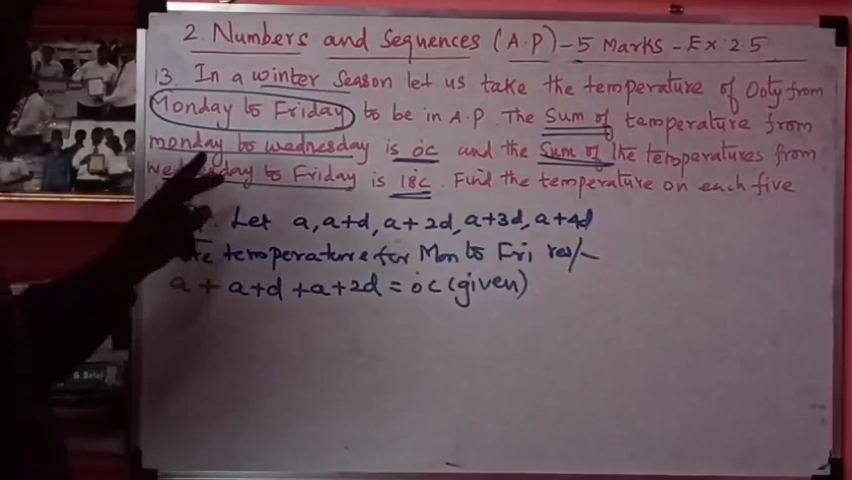 2. Numbers and Sequences (A.P) - 5 Marks - Ex 2.5
13. In a winter season let us take the temperature of Ooty from
Monday to Friday to be in A.P. The Sum of temperature from
monday to wednesday is 0c and the Sum of the temperatures from
wednesday to Friday is 18c. Find the temperature on each five
Let a, a+d, a+2d, a+3d, a+4d
temperature for Mon to Fri res/-
a + a+d + a+2d = 0c (given)